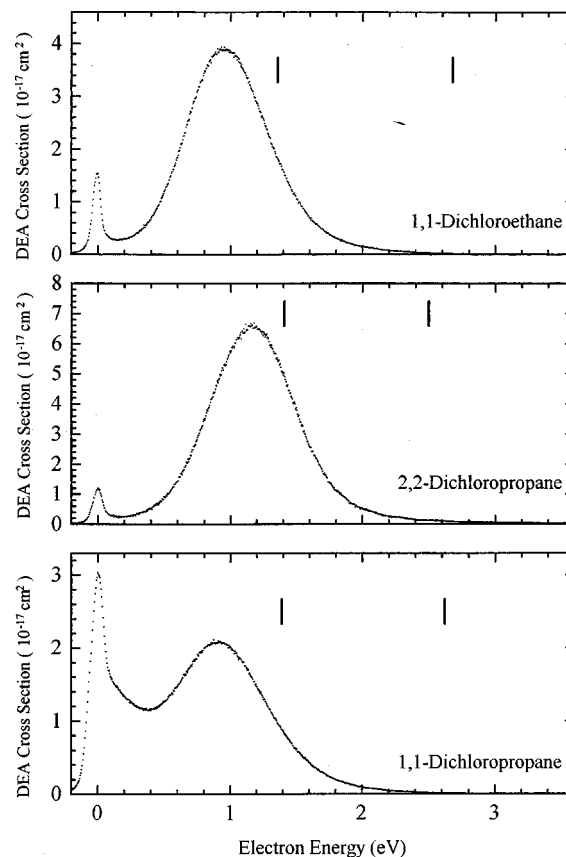 4
3
2
1
0
DEA Cross Section ( 10⁻¹⁷ cm²)
1,1-Dichloroethane
8
7
6
5
4
3
2
1
0
DEA Cross Section ( 10⁻¹⁷ cm²)
2,2-Dichloropropane
3
2
1
0
DEA Cross Section ( 10⁻¹⁷ cm²)
1,1-Dichloropropane
0 1 2 3
Electron Energy (eV)